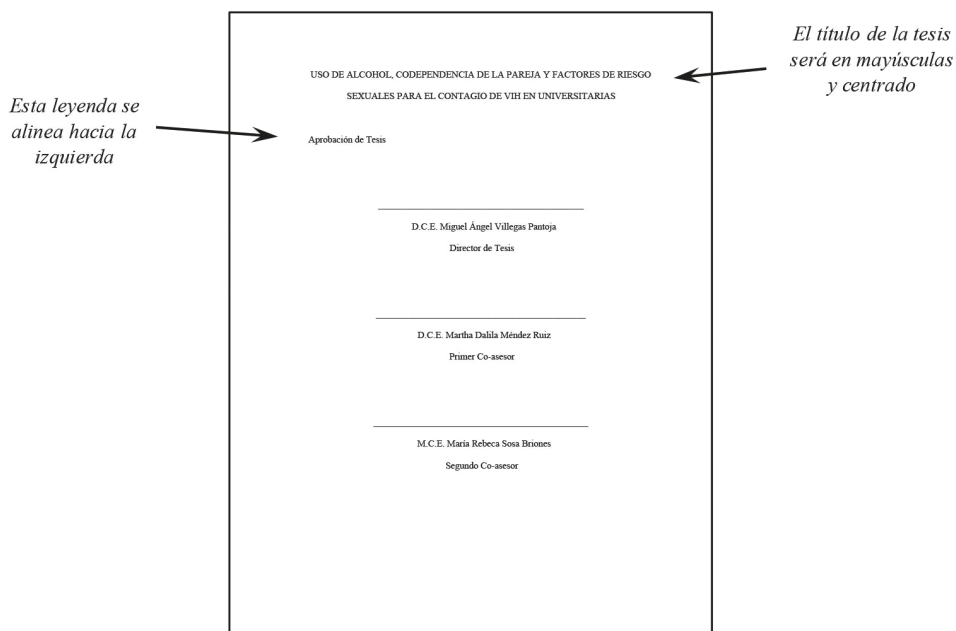 El título de la tesis
será en mayúsculas
y centrado
USO DE ALCOHOL, CODEPENDENCIA DE LA PAREJA Y FACTORES DE RIESGO
SEXUALES PARA EL CONTAGIO DE VIH EN UNIVERSITARIAS
Esta leyenda se
alinea hacia la
izquierda
Aprobación de Tesis
D.C.E. Miguel Ángel Villegas Pantoja
Director de Tesis
D.C.E. Martha Dalila Méndez Ruiz
Primer Co-asesor
M.C.E. María Rebeca Sosa Briones
Segundo Co-asesor